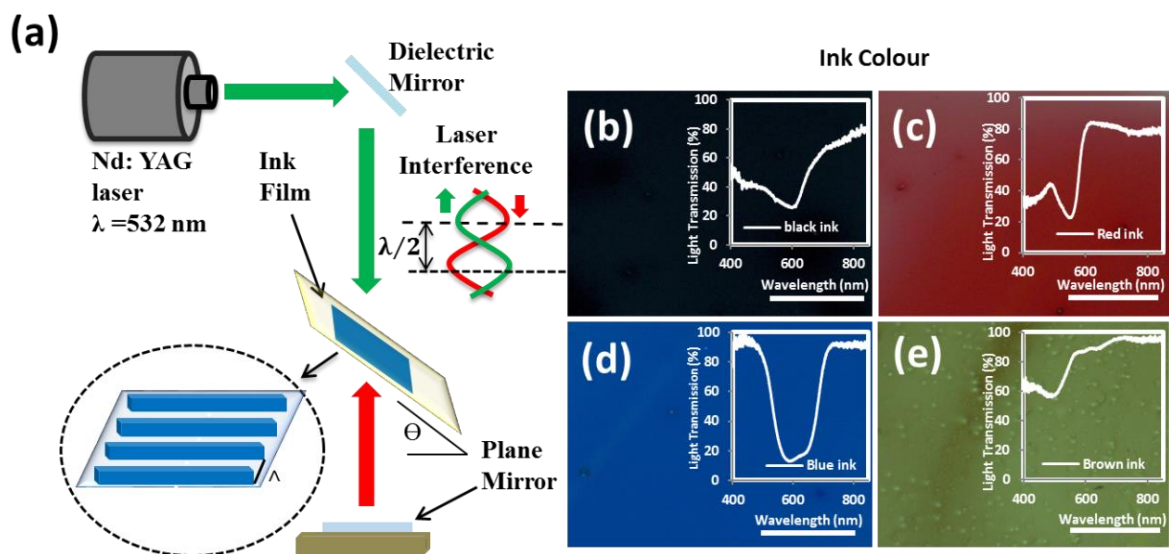 (a)
Dielectric
Mirror
Nd: YAG
laser
λ =532 nm
Ink
Film
Laser
Interference
λ/2
Θ
Λ
Plane
Mirror
Ink Colour
(b)
Light Transmission (%)
100
80
60
40
20
0
black ink
400 600 800
Wavelength (nm)
(c)
Light Transmission (%)
100
80
60
40
20
0
Red ink
400 600 800
Wavelength (nm)
(d)
Light Transmission (%)
100
80
60
40
20
0
Blue ink
400 600 800
Wavelength (nm)
(e)
Light Transmission (%)
100
80
60
40
20
0
Brown ink
400 600 800
Wavelength (nm)